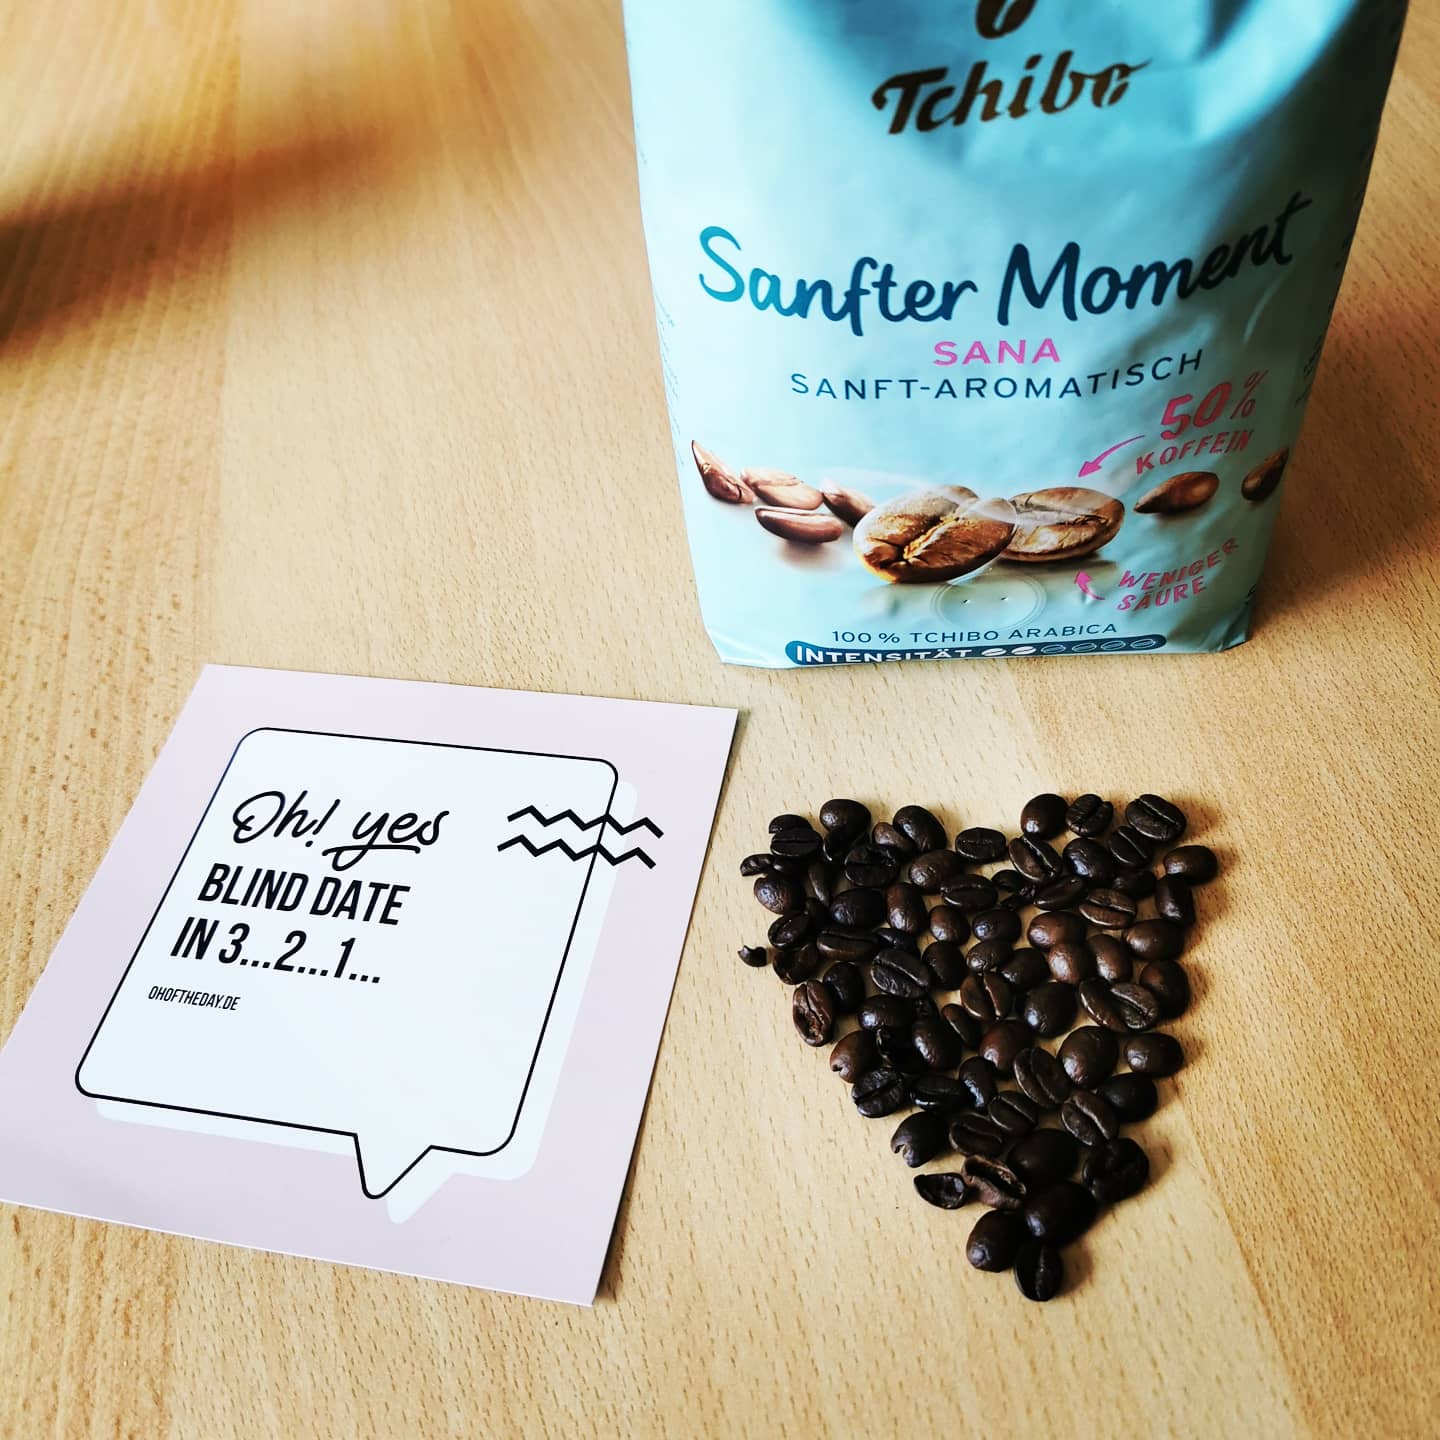 Tchibo
Sanfter Moment
SANA
SANFT-AROMATISCH
50%
KOFFEIN
WENIGER
SÄURE
100 % TCHIBO ARABICA
INTENSITÄT
Oh! yes
BLIND DATE
IN 3...2...1...
OHOFTHEDAY.DE